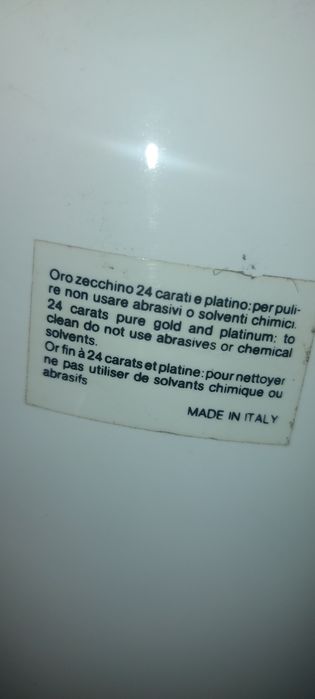 Oro zecchino 24 carati e platino: per puli-
re non usare abrasivi o solventi chimici.
24 carats pure gold and platinum: to
clean do not use abrasives or chemical
solvents.
Or fin à 24 carats et platine: pour nettoyer
ne pas utiliser de solvants chimique ou
abrasifs
MADE IN ITALY